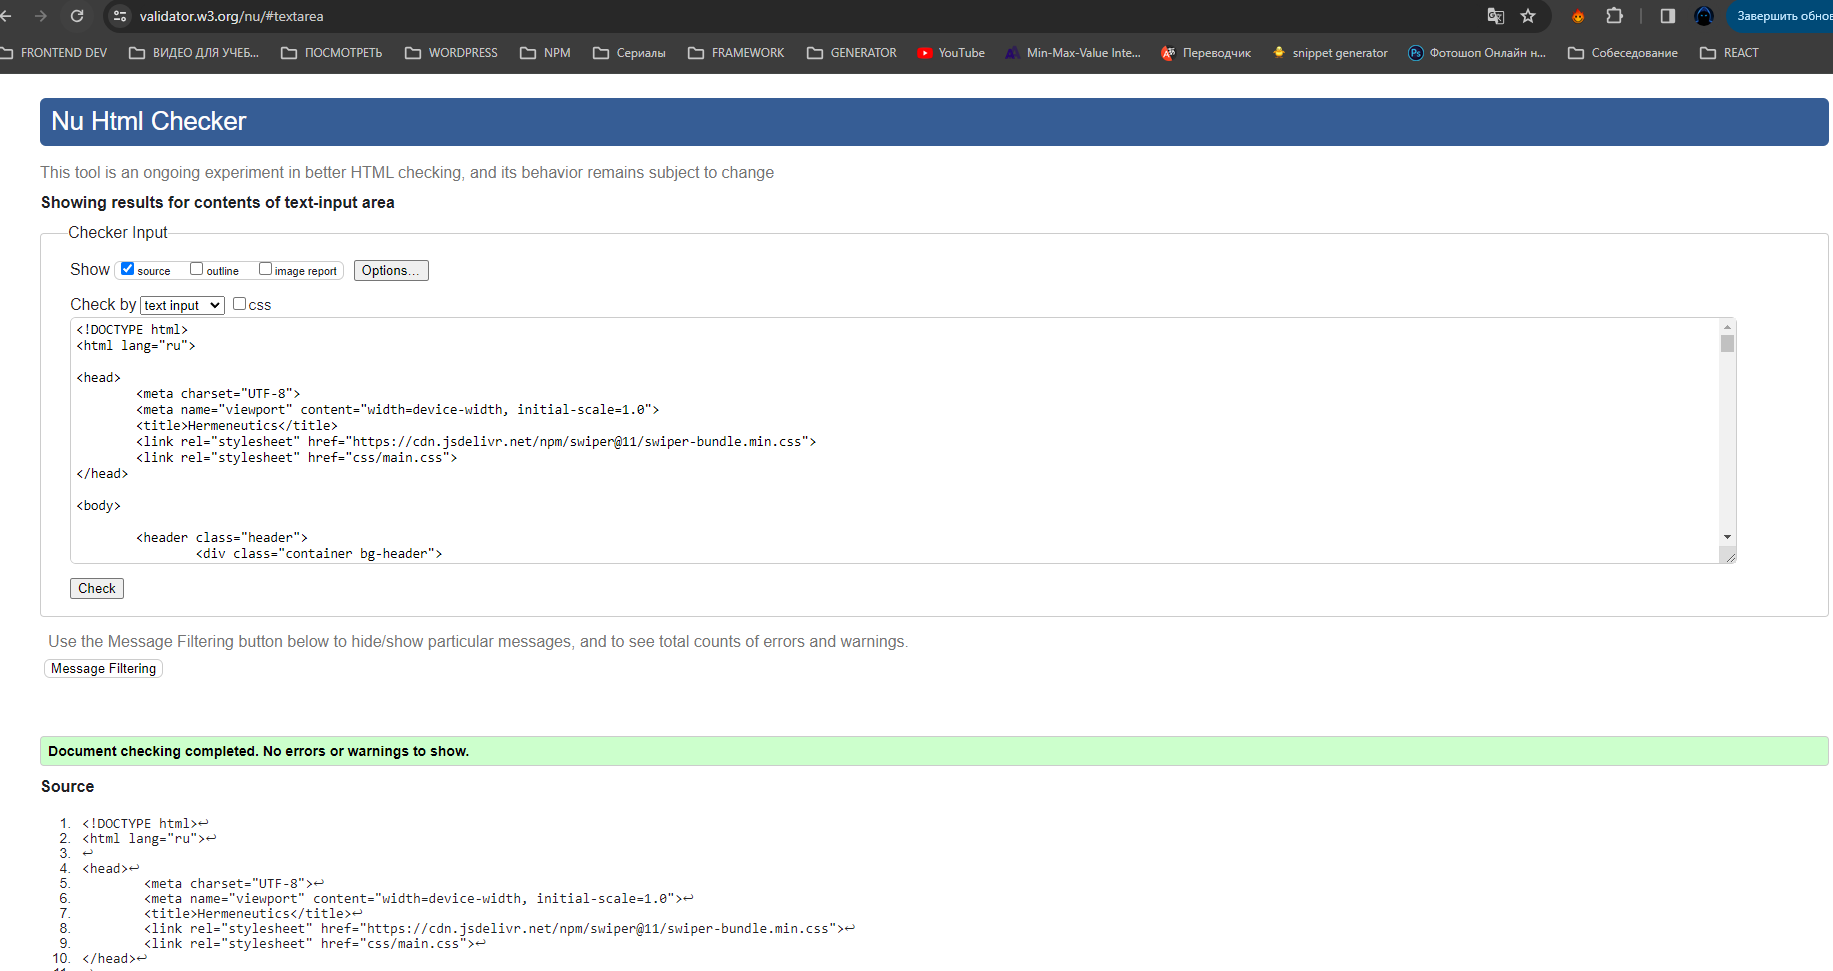 validator.w3.org/nu/#textarea
Завершить обнов
FRONTEND DEV ВИДЕО ДЛЯ УЧЕБ... ПОСМОТРЕТЬ WORDPRESS NPM Сериалы FRAMEWORK GENERATOR YouTube Min-Max-Value Inte... Переводчик snippet generator Ps Фотошоп Онлайн н... Собеседование REACT
Nu Html Checker
This tool is an ongoing experiment in better HTML checking, and its behavior remains subject to change
Showing results for contents of text-input area
Checker Input
Show source outline image report Options...
Check by text input css
<!DOCTYPE html>
<html lang="ru">
<head>
<meta charset="UTF-8">
<meta name="viewport" content="width=device-width, initial-scale=1.0">
<title>Hermeneutics</title>
<link rel="stylesheet" href="https://cdn.jsdelivr.net/npm/swiper@11/swiper-bundle.min.css">
<link rel="stylesheet" href="css/main.css">
</head>
<body>
<header class="header">
<div class="container bg-header">
Check
Use the Message Filtering button below to hide/show particular messages, and to see total counts of errors and warnings.
Message Filtering
Document checking completed. No errors or warnings to show.
Source
1. <!DOCTYPE html>↩
2. <html lang="ru">↩
3. ↩
4. <head>↩
5. <meta charset="UTF-8">↩
6. <meta name="viewport" content="width=device-width, initial-scale=1.0">↩
7. <title>Hermeneutics</title>↩
8. <link rel="stylesheet" href="https://cdn.jsdelivr.net/npm/swiper@11/swiper-bundle.min.css">↩
9. <link rel="stylesheet" href="css/main.css">↩
10. </head>↩